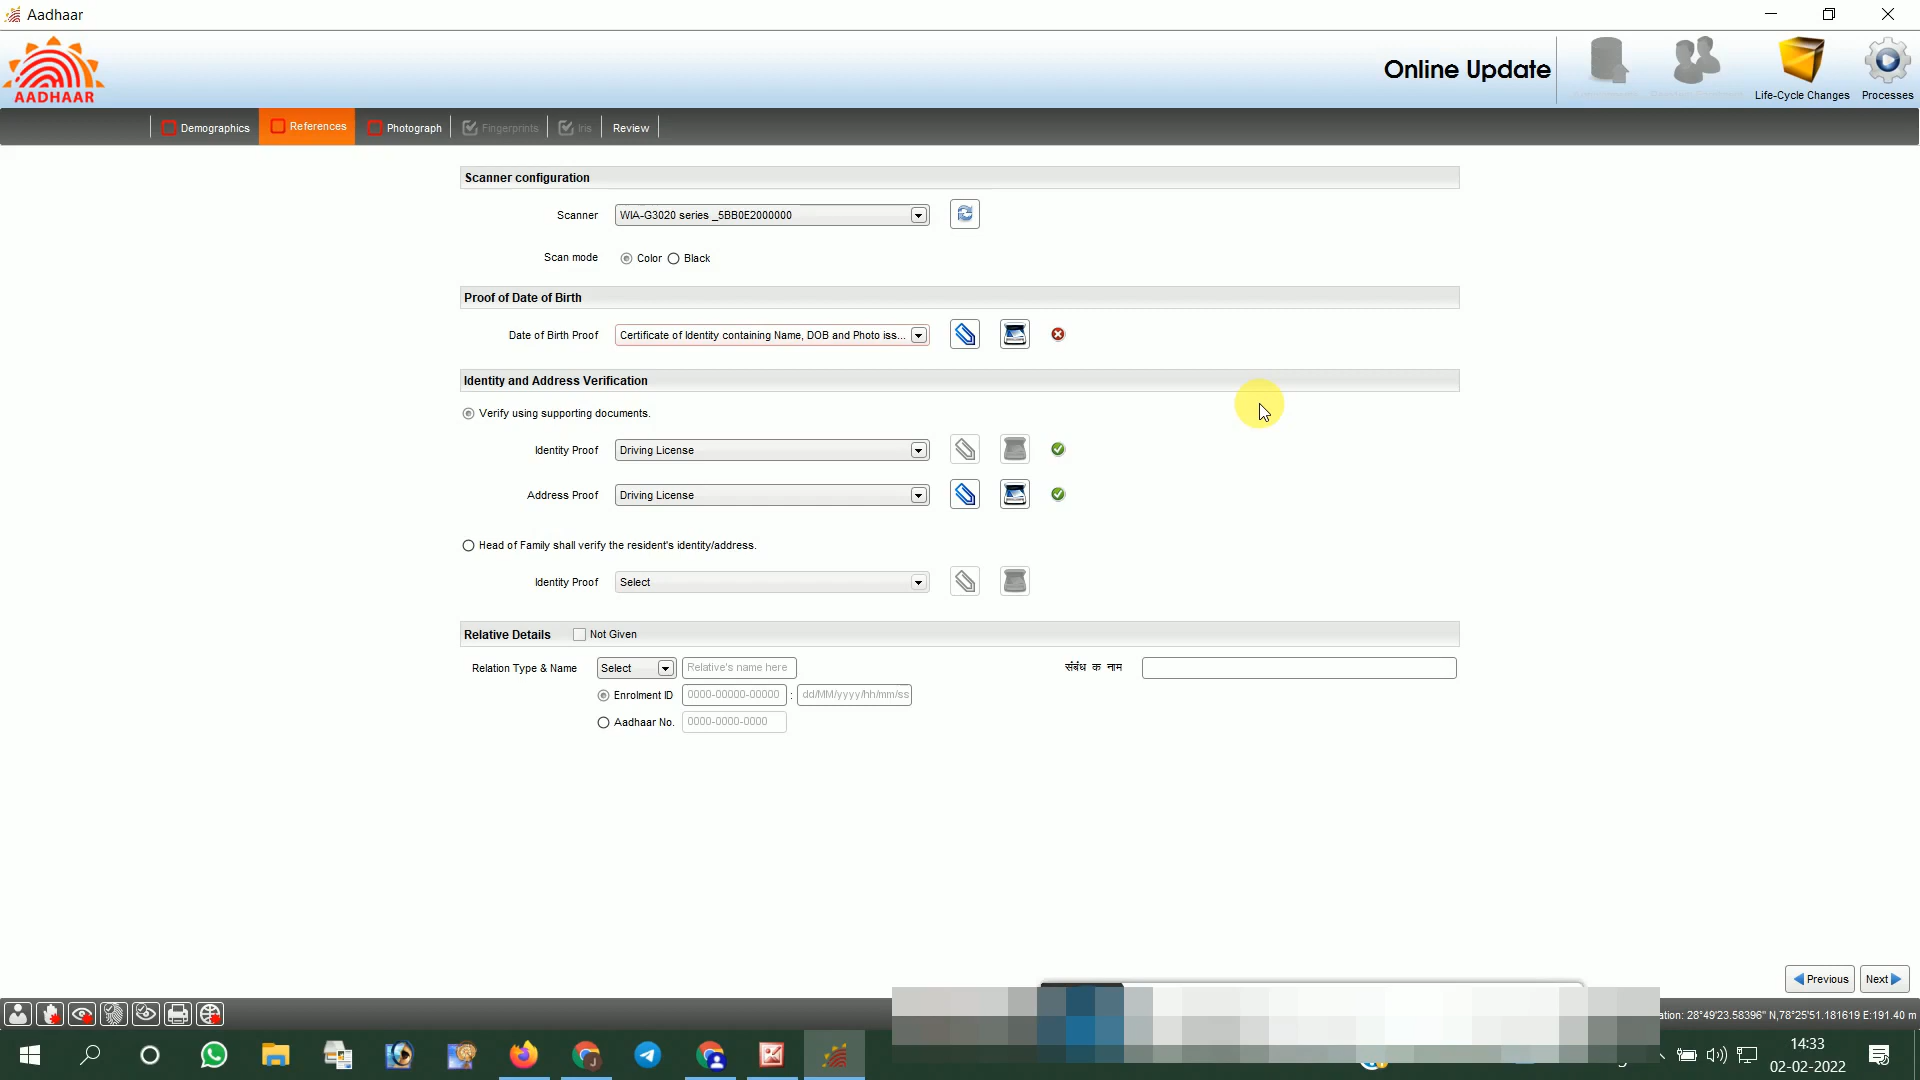 Aadhaar
AADHAAR
Online Update
Life-Cycle Changes
Processes
Demographics
References
Photograph
Fingerprints
Iris
Review
Scanner configuration
Scanner
WIA-G3020 series _5BB0E2000000
Scan mode
Color
Black
Proof of Date of Birth
Date of Birth Proof
Certificate of Identity containing Name, DOB and Photo iss...
Identity and Address Verification
Verify using supporting documents.
Identity Proof
Driving License
Address Proof
Driving License
Head of Family shall verify the resident's identity/address.
Identity Proof
Select
Relative Details
Not Given
Relation Type & Name
Select
Relative's name here
संबंध क नाम
Enrolment ID
0000-00000-00000
:
dd/MM/yyyy/hh/mm/ss
Aadhaar No.
0000-0000-0000
Previous
Next
ation: 28°49'23.58396" N,78°25'51.181619 E:191.40 m
14:33
02-02-2022